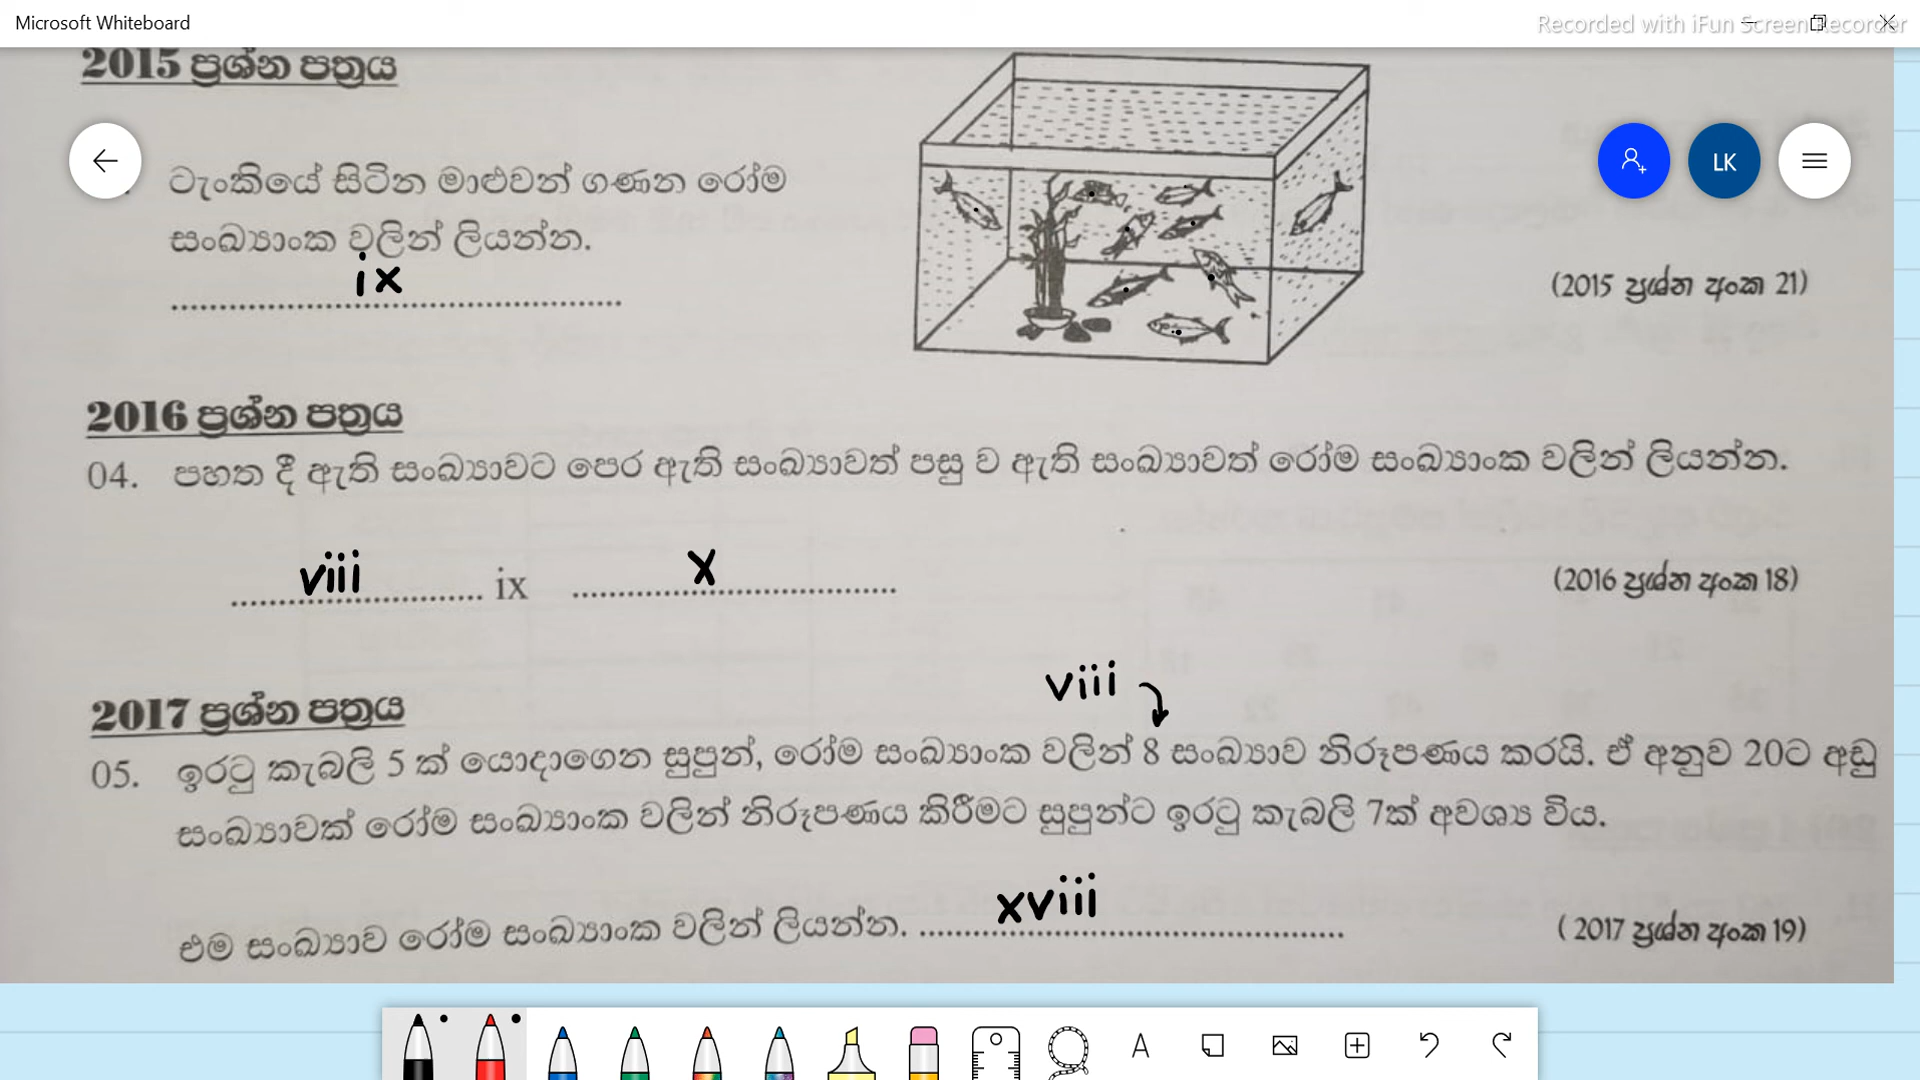 Microsoft Whiteboard
Recorded with iFun Screen Recorder
2015 ප්‍රශ්න පත්‍රය
LK
ටැංකියේ සිටින මාළුවන් ගණන රෝම
සංඛ්‍යාංක වලින් ලියන්න.
ix
(2015 ප්‍රශ්න අංක 21)
2016 ප්‍රශ්න පත්‍රය
04. පහත දී ඇති සංඛ්‍යාවට පෙර ඇති සංඛ්‍යාවත් පසු ව ඇති සංඛ්‍යාවත් රෝම සංඛ්‍යාංක වලින් ලියන්න.
viii ix X
(2016 ප්‍රශ්න අංක 18)
viii
2017 ප්‍රශ්න පත්‍රය
05. ඉරටු කැබලි 5 ක් යොදාගෙන සුපුන්, රෝම සංඛ්‍යාංක වලින් 8 සංඛ්‍යාව නිරූපණය කරයි. ඒ අනුව 20ට අඩු
සංඛ්‍යාවක් රෝම සංඛ්‍යාංක වලින් නිරූපණය කිරීමට සුපුන්ට ඉරටු කැබලි 7ක් අවශ්‍ය විය.
එම සංඛ්‍යාව රෝම සංඛ්‍යාංක වලින් ලියන්න. xviii
( 2017 ප්‍රශ්න අංක 19)